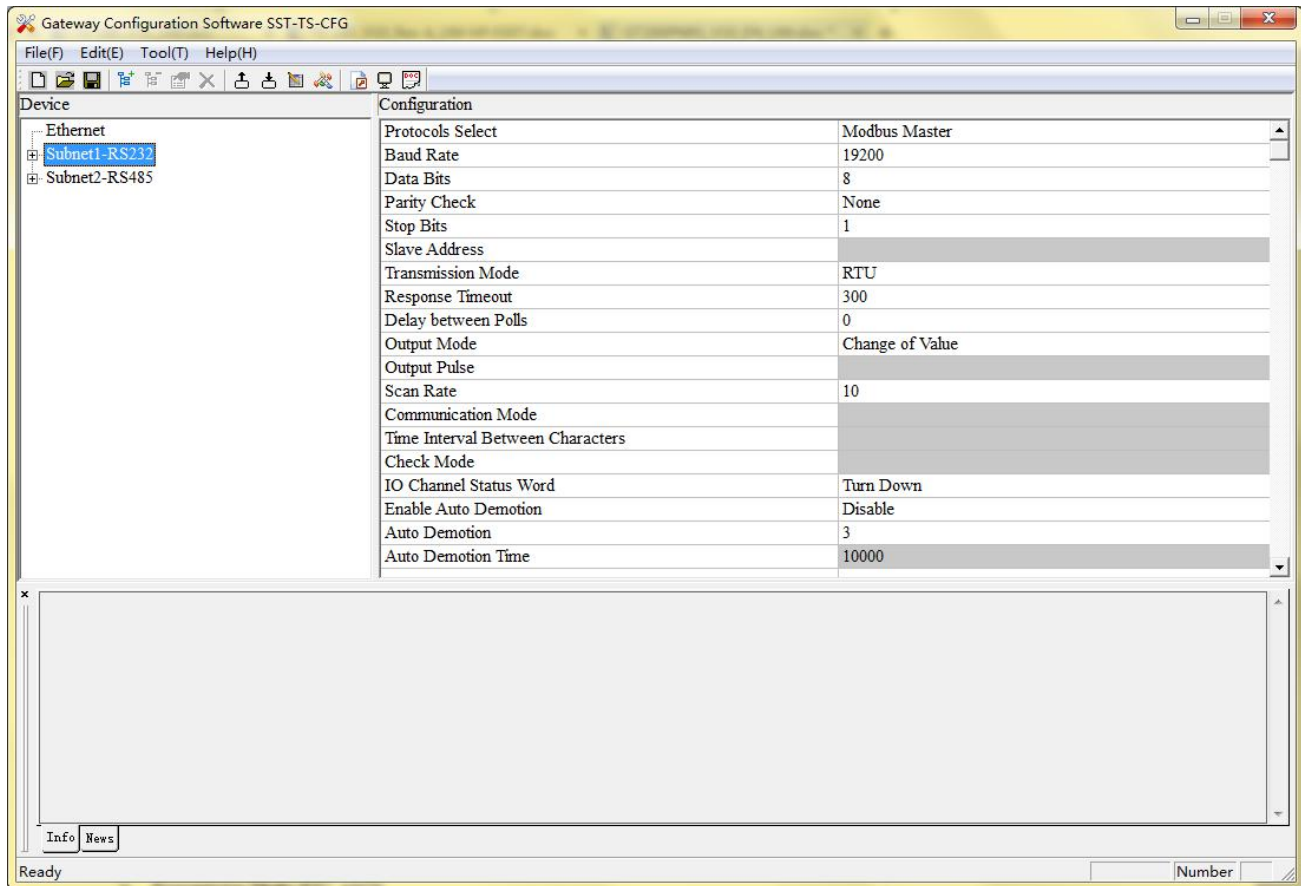 Gateway Configuration Software SST-TS-CFG
File(F) Edit(E) Tool(T) Help(H)
Device
Configuration
Ethernet
Subnet1-RS232
Subnet2-RS485
Protocols Select Modbus Master
Baud Rate 19200
Data Bits 8
Parity Check None
Stop Bits 1
Slave Address
Transmission Mode RTU
Response Timeout 300
Delay between Polls 0
Output Mode Change of Value
Output Pulse
Scan Rate 10
Communication Mode
Time Interval Between Characters
Check Mode
IO Channel Status Word Turn Down
Enable Auto Demotion Disable
Auto Demotion 3
Auto Demotion Time 10000
Info News
Ready Number